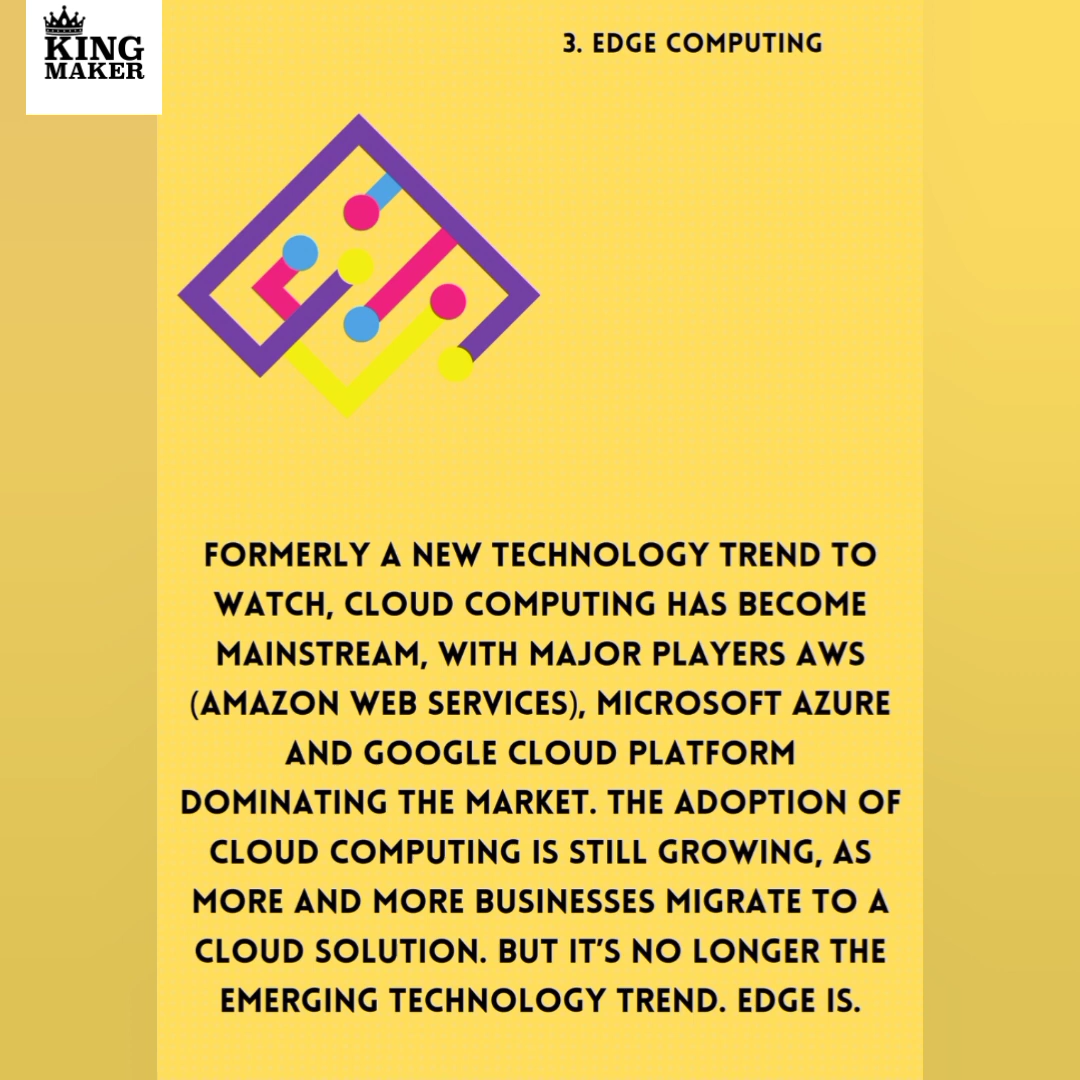 KING
MAKER
3. EDGE COMPUTING
FORMERLY A NEW TECHNOLOGY TREND TO
WATCH, CLOUD COMPUTING HAS BECOME
MAINSTREAM, WITH MAJOR PLAYERS AWS
(AMAZON WEB SERVICES), MICROSOFT AZURE
AND GOOGLE CLOUD PLATFORM
DOMINATING THE MARKET. THE ADOPTION OF
CLOUD COMPUTING IS STILL GROWING, AS
MORE AND MORE BUSINESSES MIGRATE TO A
CLOUD SOLUTION. BUT IT’S NO LONGER THE
EMERGING TECHNOLOGY TREND. EDGE IS.